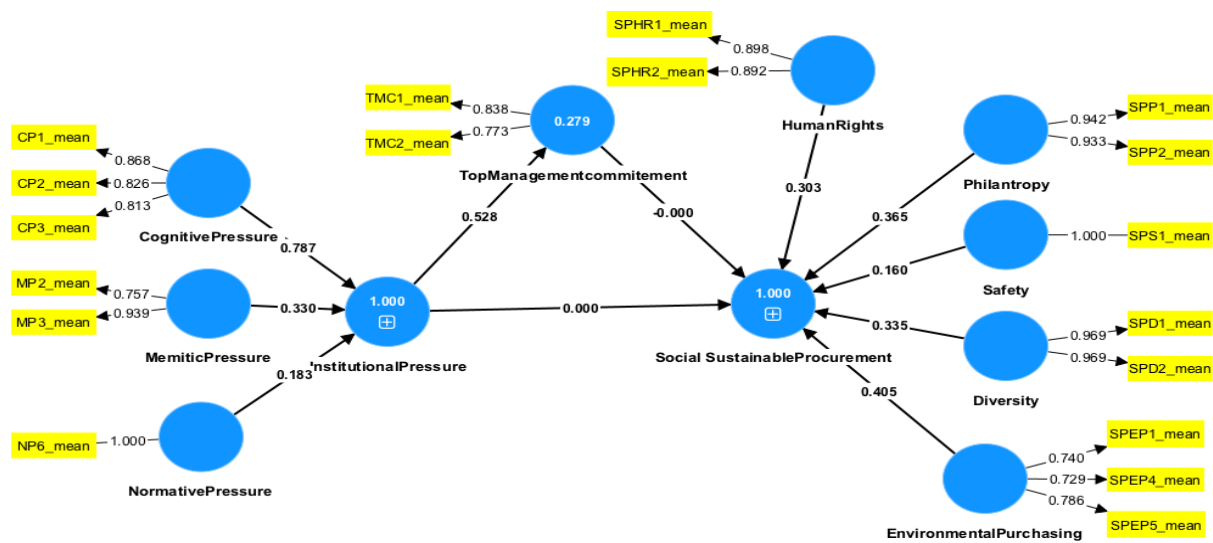 SPHR1_mean
0.898
SPHR2_mean
0.892
HumanRights
TMC1_mean
0.838
TMC2_mean
0.773
0.279
TopManagementcommitement
CP1_mean
0.868
CP2_mean
0.826
CP3_mean
0.813
CognitivePressure
0.787
0.528
-0.000
0.303
SPP1_mean
0.942
SPP2_mean
0.933
Philantropy
0.365
SPS1_mean
1.000
Safety
0.160
MP2_mean
0.757
MP3_mean
0.939
MemiticPressure
0.330
1.000
nstitutionalPressure
0.000
1.000
Social SustainableProcurement
0.335
SPD1_mean
0.969
SPD2_mean
0.969
Diversity
0.183
NP6_mean
1.000
NormativePressure
0.405
SPEP1_mean
0.740
SPEP4_mean
0.729
SPEP5_mean
0.786
EnvironmentalPurchasing